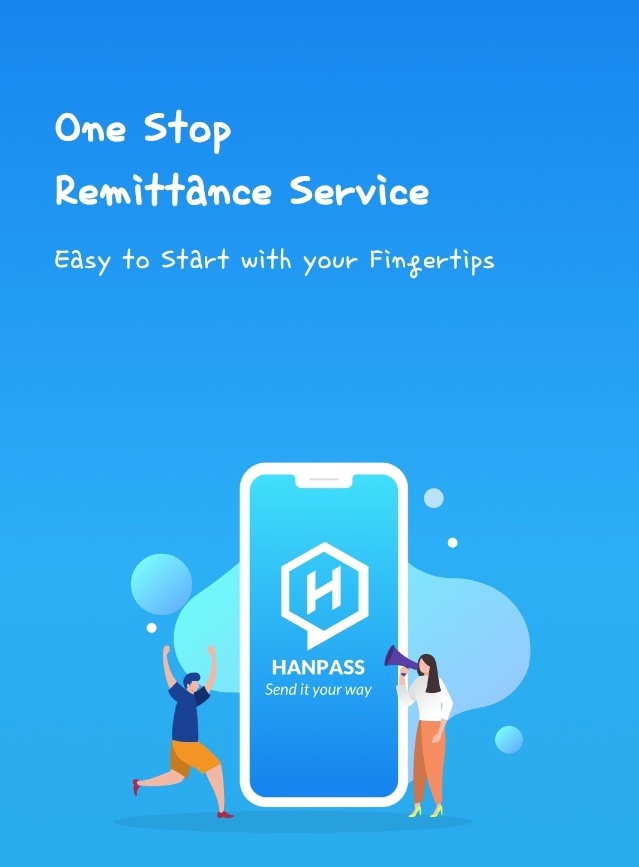 One Stop
Remittance Service
Easy to Start with your Fingertips
H
HANPASS
Send it your way